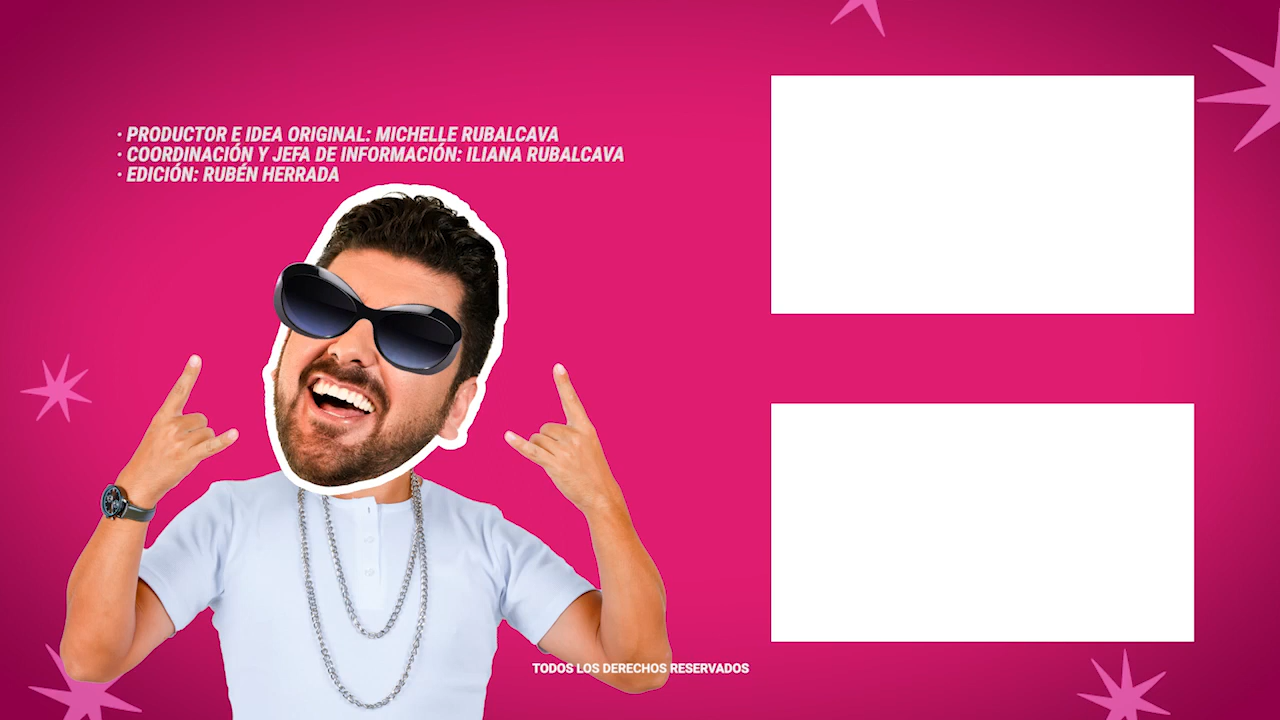 · PRODUCTOR E IDEA ORIGINAL: MICHELLE RUBALCAVA
· COORDINACIÓN Y JEFA DE INFORMACIÓN: ILIANA RUBALCAVA
· EDICIÓN: RUBÉN HERRADA
TODOS LOS DERECHOS RESERVADOS